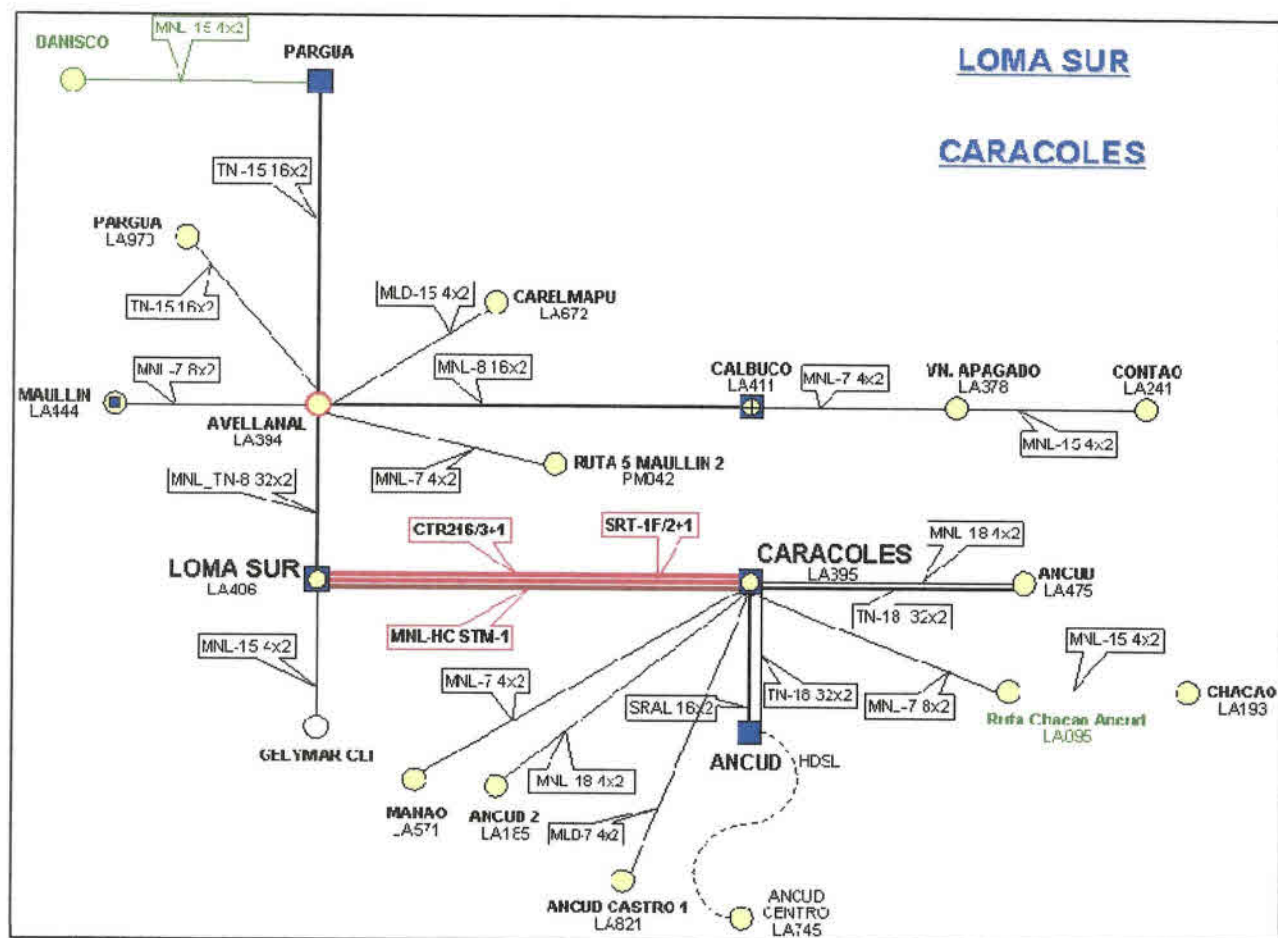 MNL 15 4x2
DANISCO
PARGUA
LOMA SUR
CARACOLES
TN-15 16x2
PARGUA
LA973
TN-15 16x2
MLD-15 4x2
CARELMAPU
LA672
MNL-8 16x2
MNL-7 8x2
MAULLIN
LA444
CALBUCO
LA411
MNL-7 4x2
VN. APAGADO
LA378
CONTAO
LA241
AVELLANAL
LA394
MNL-15 4x2
MNL_TN-8 32x2
MNL-7 4x2
RUTA 5 MAULLIN 2
PM042
CTR216/3+1
SRT-1F/2+1
LOMA SUR
LA406
CARACOLES
LA395
MNL 18 4x2
ANCUD
LA475
TN-18 32x2
MNL-HC STM-1
MNL-15 4x2
MNL-7 4x2
MNL-15 4x2
SRAL 16x2
TN-18 32x2
MNL-7 8x2
Ruta Chacao Ancud
LA095
CHACAO
LA193
GELYMAR CLI
MNL 18 4x2
ANCUD
HDSL
MANAO
LA571
ANCUD 2
LA185
MLD-7 4x2
ANCUD CASTRO 1
LA821
ANCUD
CENTRO
LA745